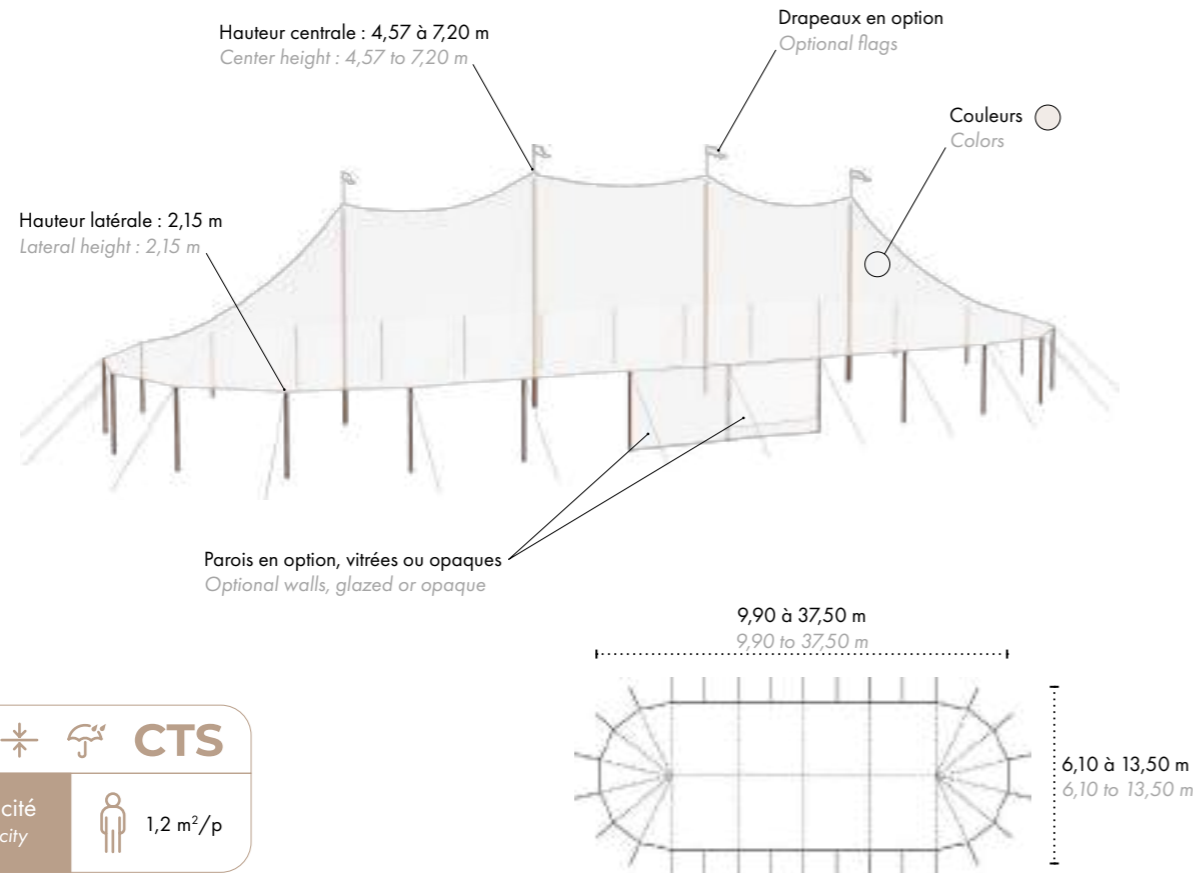 Hauteur centrale : 4,57 à 7,20 m
Center height : 4,57 to 7,20 m
Drapeaux en option
Optional flags
Couleurs
Colors
Hauteur latérale : 2,15 m
Lateral height : 2,15 m
Parois en option, vitrées ou opaques
Optional walls, glazed or opaque
9,90 à 37,50 m
9,90 to 37,50 m
6,10 à 13,50 m
6,10 to 13,50 m
CTS
cité
city
1,2 m²/p